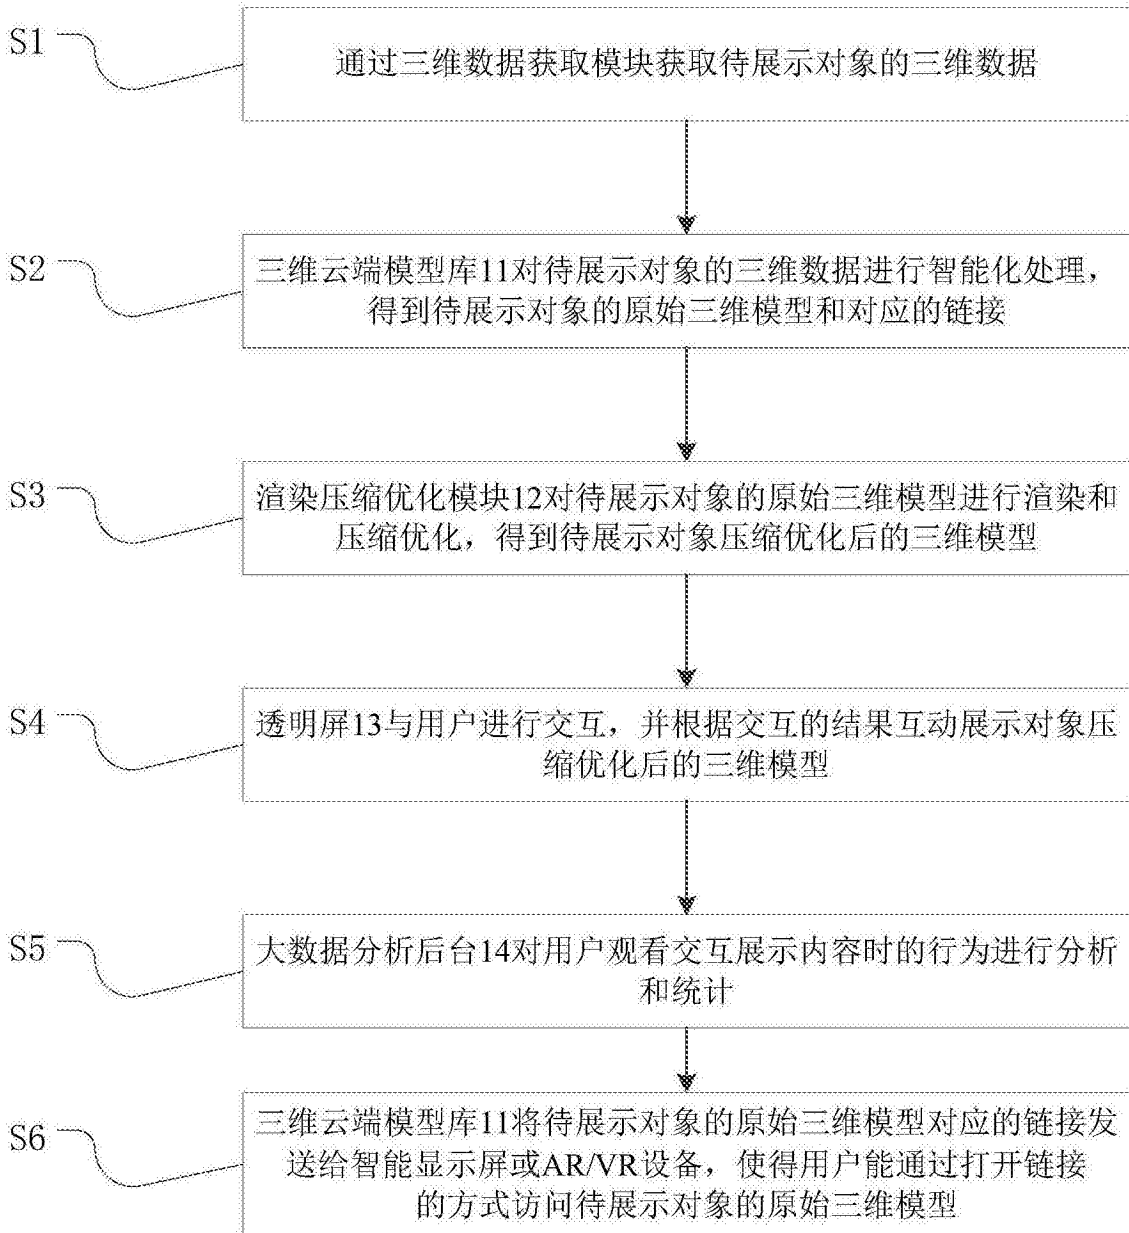 S1
通过三维数据获取模块获取待展示对象的三维数据
S2
三维云端模型库11对待展示对象的三维数据进行智能化处理，
得到待展示对象的原始三维模型和对应的链接
S3
渲染压缩优化模块12对待展示对象的原始三维模型进行渲染和
压缩优化，得到待展示对象压缩优化后的三维模型
S4
透明屏13与用户进行交互，并根据交互的结果互动展示对象压
缩优化后的三维模型
S5
大数据分析后台14对用户观看交互展示内容时的行为进行分析
和统计
S6
三维云端模型库11将待展示对象的原始三维模型对应的链接发
送给智能显示屏或AR/VR设备，使得用户能通过打开链接
的方式访问待展示对象的原始三维模型